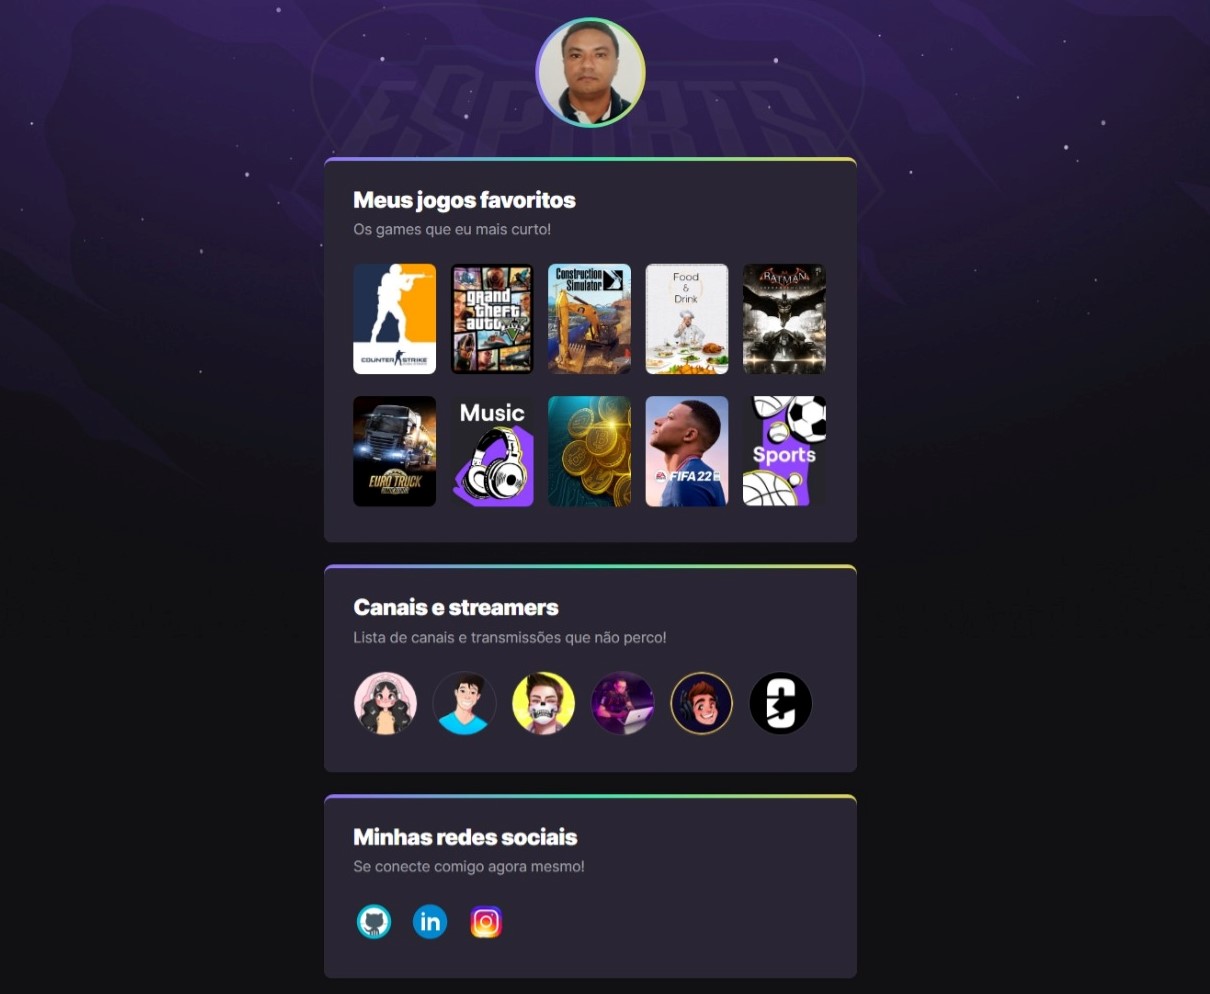 ESPORTS
Meus jogos favoritos
Os games que eu mais curto!
COUNTER STRIKE
grand
theft
auto
V
Construction
Simulator
Food
&
Drink
BATMAN
EURO TRUCK
Music
EA FIFA 22
Sports
Canais e streamers
Lista de canais e transmissões que não perco!
Minhas redes sociais
Se conecte comigo agora mesmo!
in